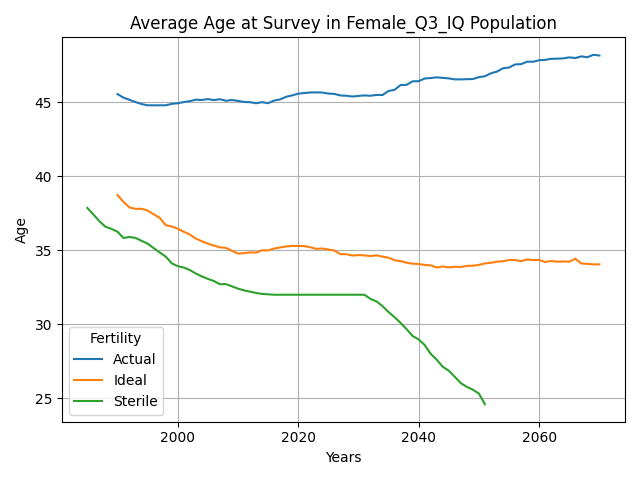 Average Age at Survey in Female_Q3_IQ Population
Age
45
40
35
30
25
Fertility
Actual
Ideal
Sterile
2000 2020 2040 2060
Years